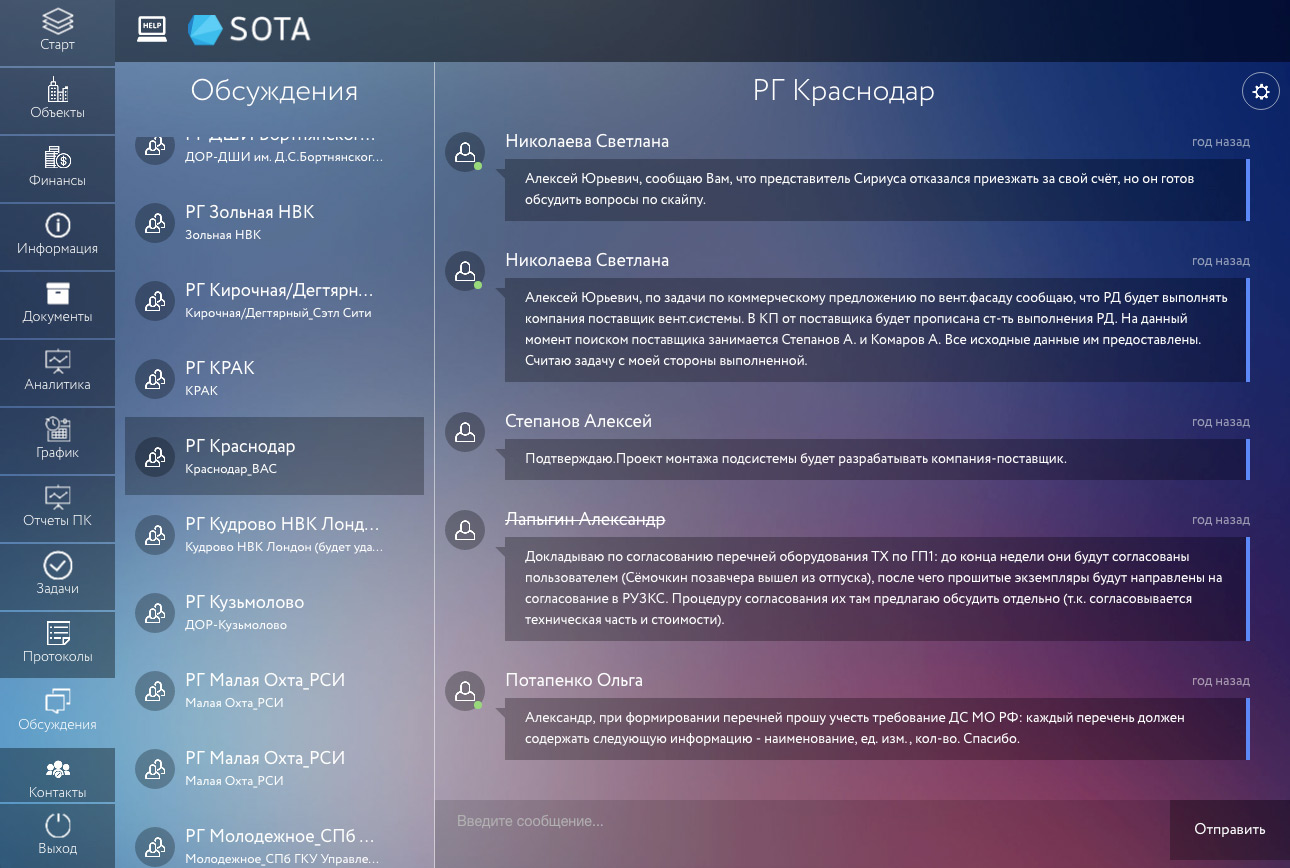 Старт
Объекты
Финансы
Информация
Документы
Аналитика
График
Отчеты ПК
Задачи
Протоколы
Обсуждения
Контакты
Выход
HELP
SOTA
Обсуждения
РГ ДШИ Бортнянског...
ДОР-ДШИ им. Д.С.Бортнянског...
РГ Зольная НВК
Зольная НВК
РГ Кирочная/Дегтярн...
Кирочная/Дегтярный_Сэтл Сити
РГ КРАК
КРАК
РГ Краснодар
Краснодар_ВАС
РГ Кудрово НВК Лонд...
Кудрово НВК Лондон (будет уда...
РГ Кузьмолово
ДОР-Кузьмолово
РГ Малая Охта_РСИ
Малая Охта_РСИ
РГ Малая Охта_РСИ
Малая Охта_РСИ
РГ Молодежное_СПб ...
Молодежное_СПб ГКУ Управле...
РГ Краснодар
Николаева Светлана
год назад
Алексей Юрьевич, сообщаю Вам, что представитель Сириуса отказался приезжать за свой счёт, но он готов
обсудить вопросы по скайпу.
Николаева Светлана
год назад
Алексей Юрьевич, по задачи по коммерческому предложению по вент.фасаду сообщаю, что РД будет выполнять
компания поставщик вент.системы. В КП от поставщика будет прописана ст-ть выполнения РД. На данный
момент поиском поставщика занимается Степанов А. и Комаров А. Все исходные данные им предоставлены.
Считаю задачу с моей стороны выполненной.
Степанов Алексей
год назад
Подтверждаю.Проект монтажа подсистемы будет разрабатывать компания-поставщик.
Лапыгин Александр
год назад
Докладываю по согласованию перечней оборудования ТХ по ГП1: до конца недели они будут согласованы
пользователем (Сёмочкин позавчера вышел из отпуска), после чего прошитые экземпляры будут направлены на
согласование в РУЗКС. Процедуру согласования их там предлагаю обсудить отдельно (т.к. согласовывается
техническая часть и стоимости).
Потапенко Ольга
год назад
Александр, при формировании перечней прошу учесть требование ДС МО РФ: каждый перечень должен
содержать следующую информацию - наименование, ед. изм., кол-во. Спасибо.
Введите сообщение...
Отправить